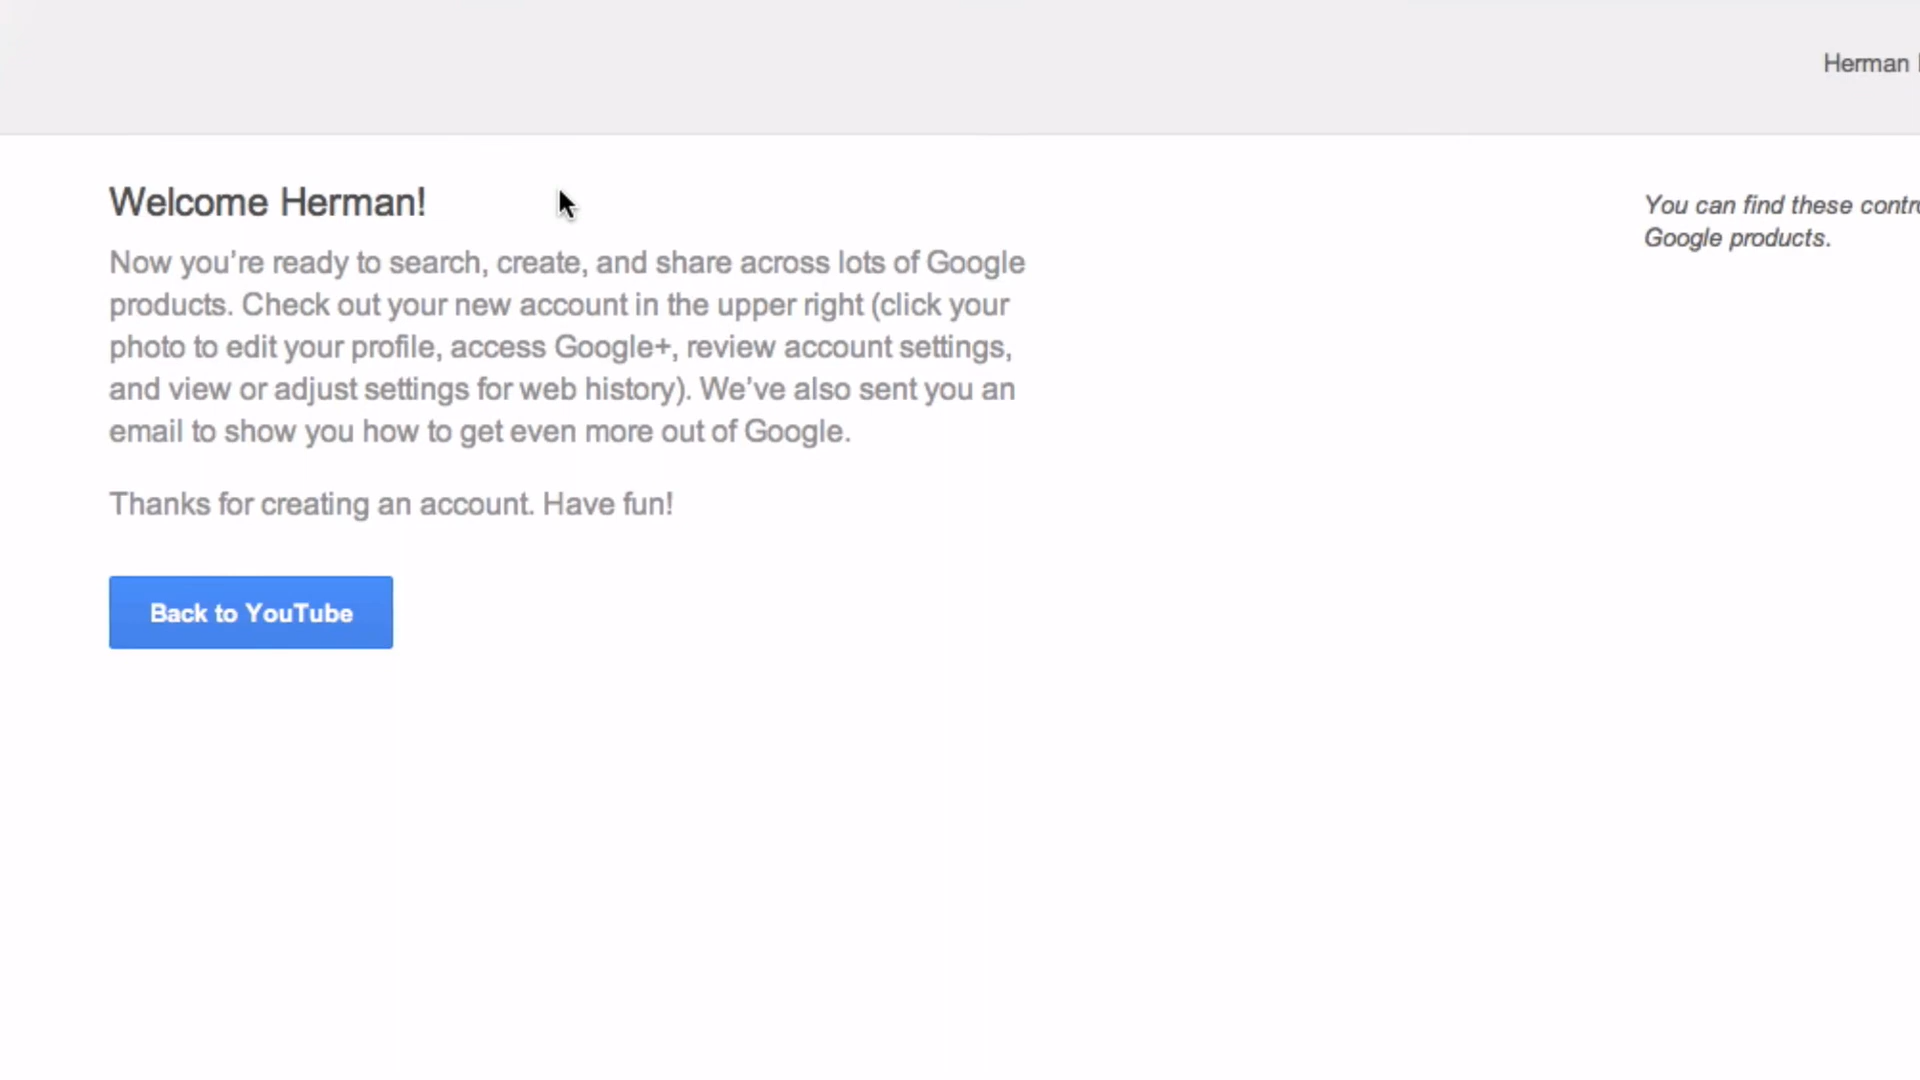 Herman
Welcome Herman!
You can find these
Google products.
Now you’re ready to search, create, and share across lots of Google
products. Check out your new account in the upper right (click your
photo to edit your profile, access Google+, review account settings,
and view or adjust settings for web history). We’ve also sent you an
email to show you how to get even more out of Google.
Thanks for creating an account. Have fun!
Back to YouTube